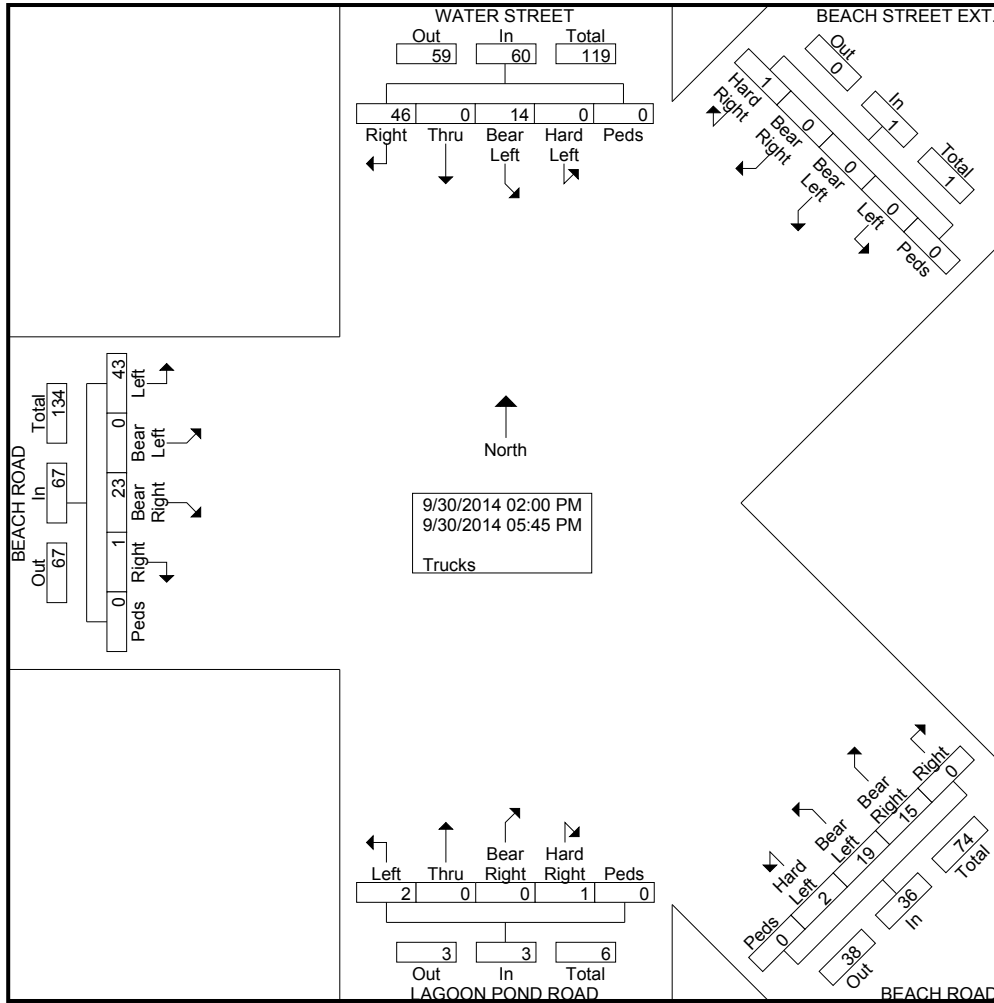 WATER STREET
Out In Total
59 60 119
46 0 14 0 0
Right Thru Bear Left Hard Left Peds
BEACH STREET EXT.
Out
0
In
1
Total
1
1 0 0 0 0
Hard Right Bear Right Bear Left Left Peds
BEACH ROAD
Total
134
In
67
Out
67
43 0 23 1 0
Left Bear Left Bear Right Right Peds
North
9/30/2014 02:00 PM
9/30/2014 05:45 PM
Trucks
Left Thru Bear Right Hard Right Peds
2 0 0 1 0
3 3 6
Out In Total
LAGOON POND ROAD
Peds Hard Left Bear Left Bear Right Right
0 2 19 15 0
74
Total
36
In
38
Out
BEACH ROAD